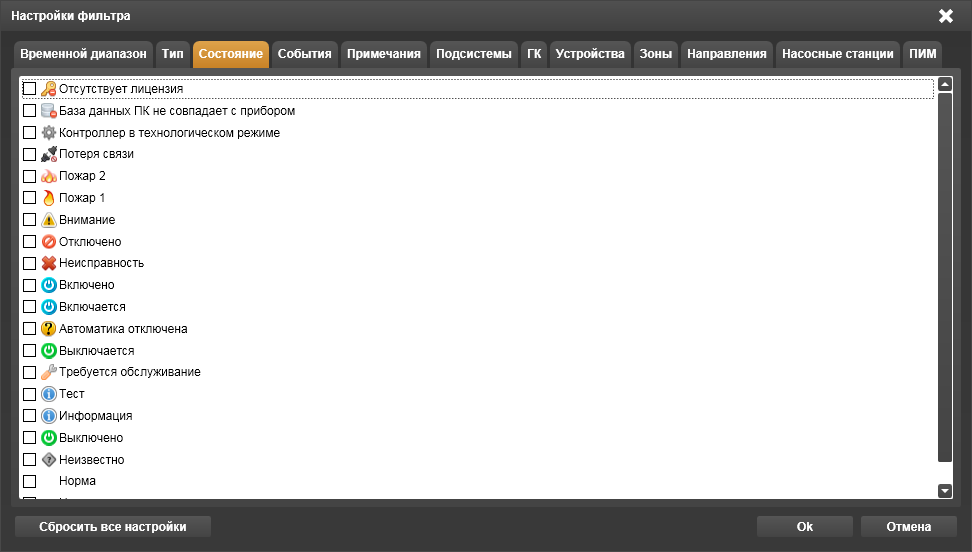 Настройки фильтра
Временной диапазон Тип Состояние События Примечания Подсистемы ГК Устройства Зоны Направления Насосные станции ПИМ
Отсутствует лицензия
База данных ПК не совпадает с прибором
Контроллер в технологическом режиме
Потеря связи
Пожар 2
Пожар 1
Внимание
Отключено
Неисправность
Включено
Включается
Автоматика отключена
Выключается
Требуется обслуживание
Тест
Информация
Выключено
Неизвестно
Норма
Сбросить все настройки Ok Отмена